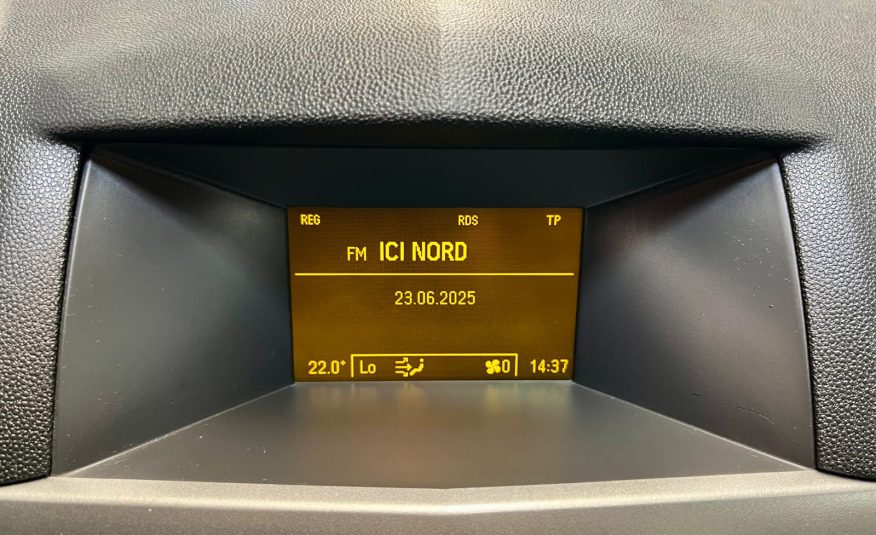 REG RDS TP
FM ICI NORD
23.06.2025
22.0° Lo 0 14:37